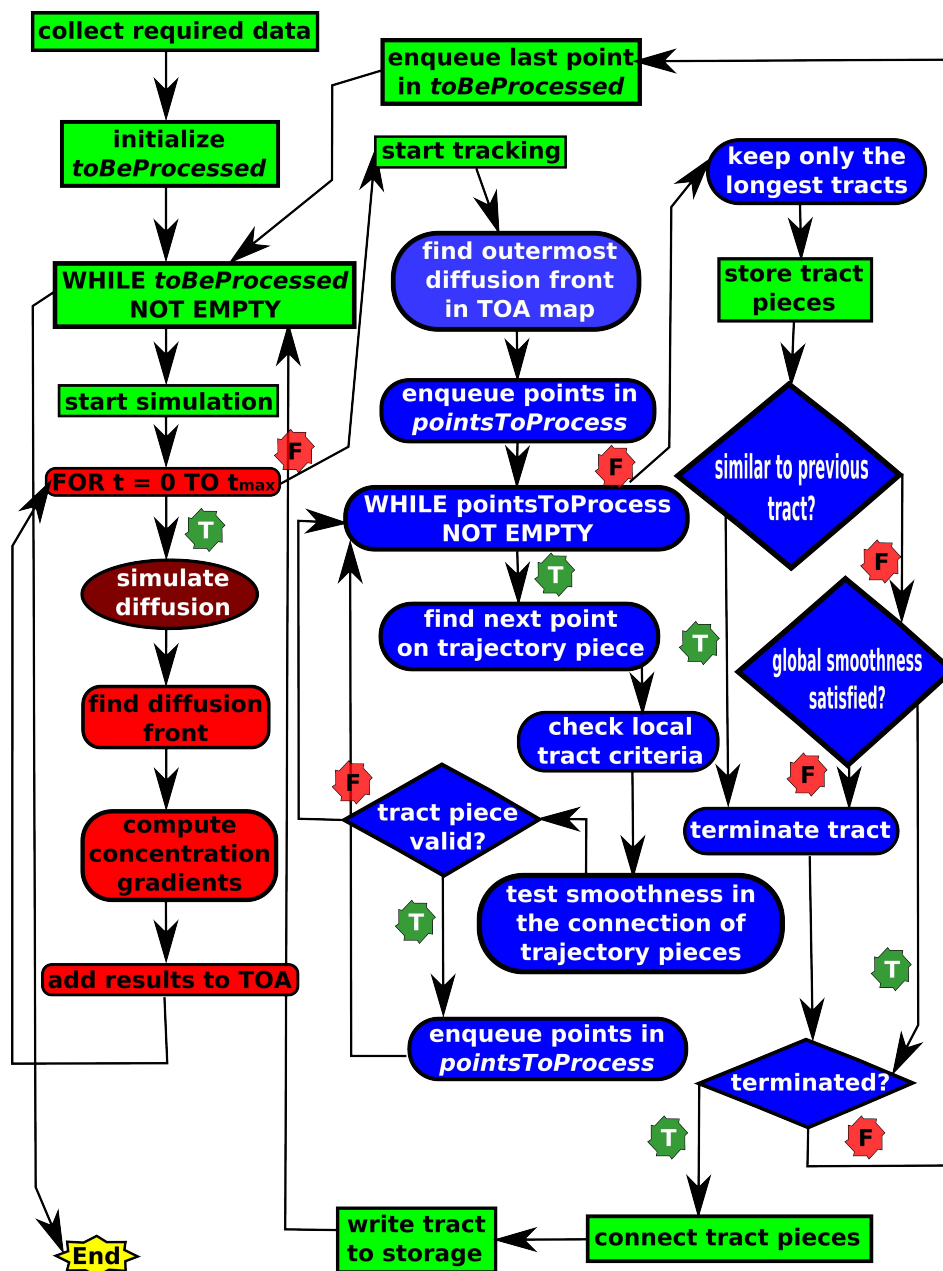 collect required data
enqueue last point
in toBeProcessed
initialize
toBeProcessed
start tracking
keep only the
longest tracts
WHILE toBeProcessed
NOT EMPTY
find outermost
diffusion front
in TOA map
store tract
pieces
start simulation
enqueue points in
pointsToProcess
F
FOR t = 0 TO tmax
F
similar to previous
tract?
WHILE pointsToProcess
NOT EMPTY
T
T
F
simulate
diffusion
find next point
on trajectory piece
T
global smoothness
satisfied?
find diffusion
front
check local
tract criteria
F
F
tract piece
valid?
terminate tract
compute
concentration
gradients
T
test smoothness in
the connection of
trajectory pieces
T
add results to TOA
enqueue points in
pointsToProcess
terminated?
T
F
write tract
to storage
connect tract pieces
End